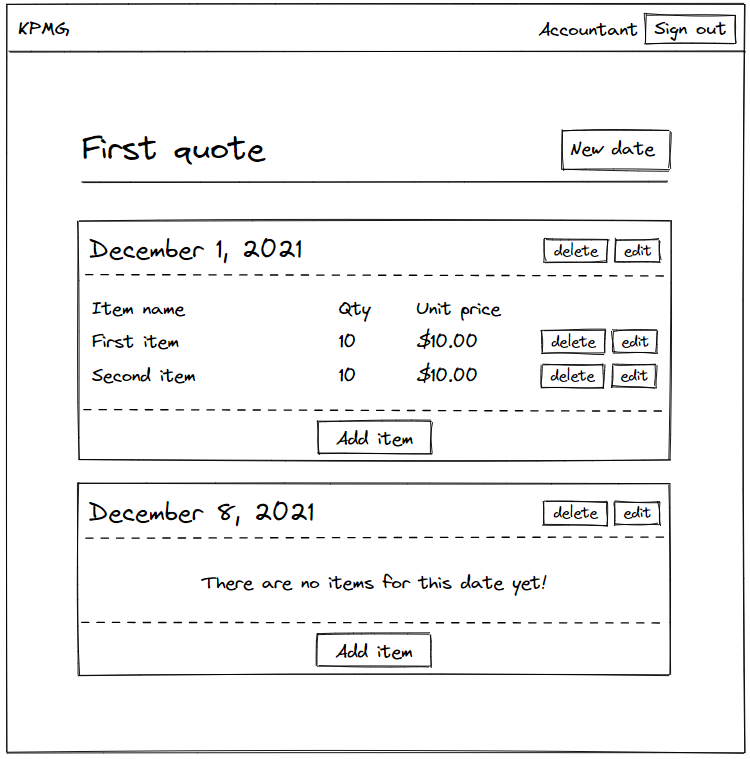 KPMG Accountant Sign out
First quote New date
December 1, 2021 delete edit
Item name Qty Unit price
First item 10 $10.00 delete edit
Second item 10 $10.00 delete edit
Add item
December 8, 2021 delete edit
There are no items for this date yet!
Add item